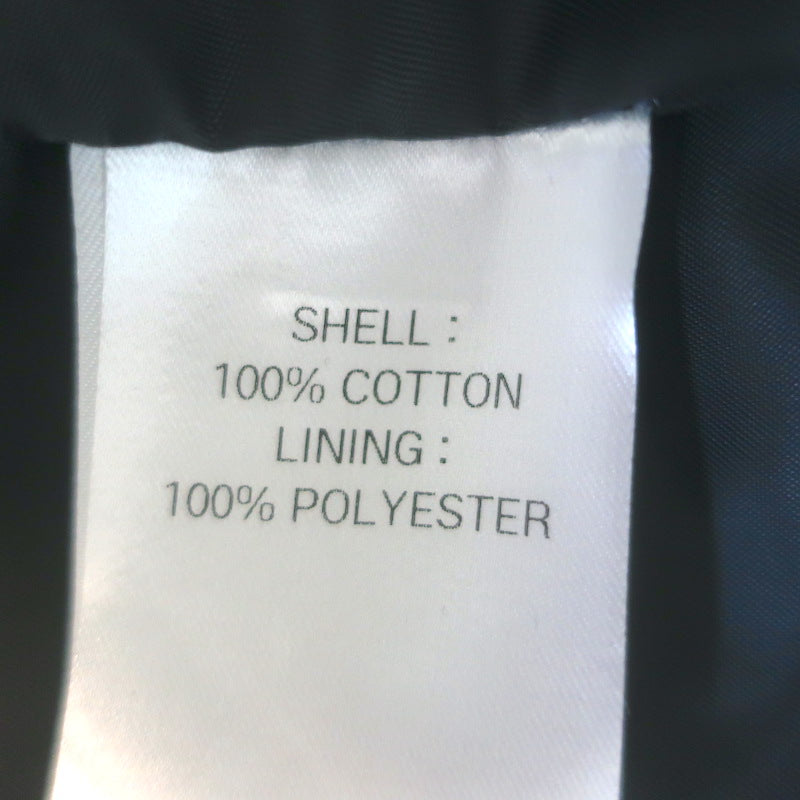 SHELL :
100% COTTON
LINING :
100% POLYESTER